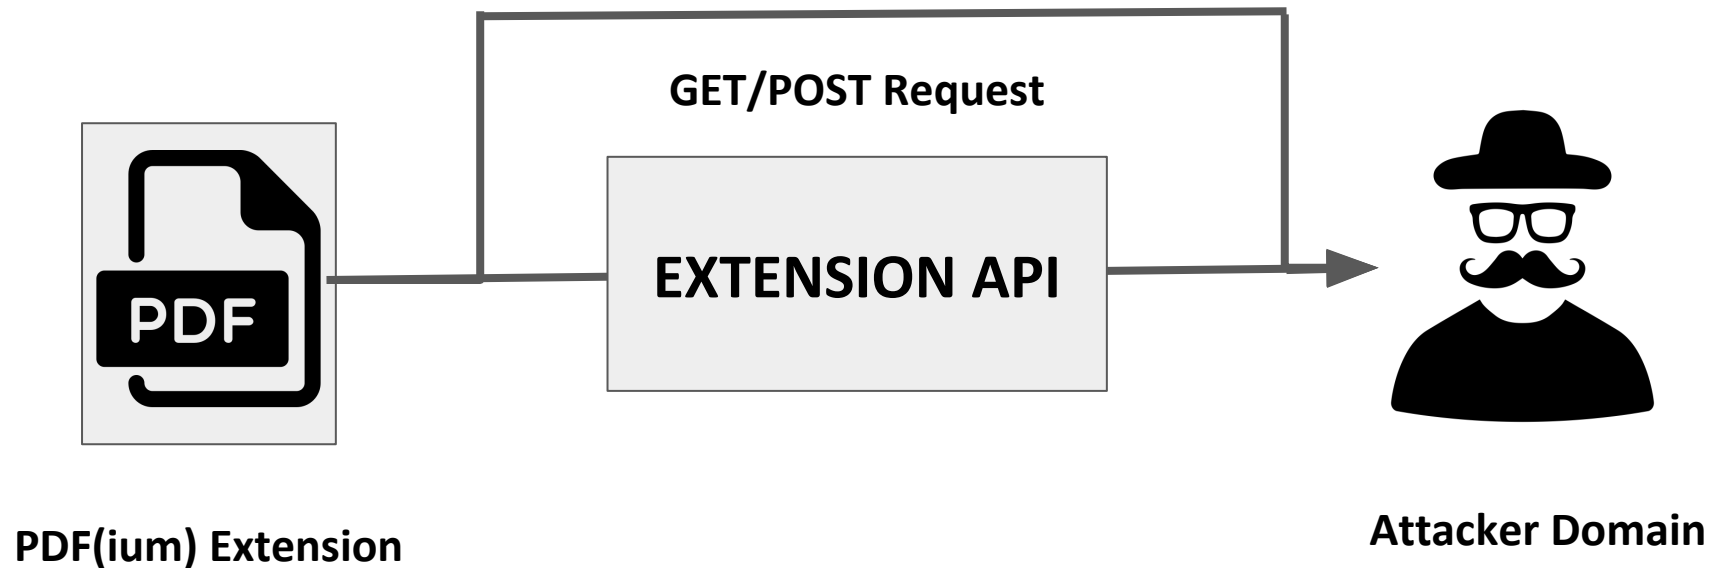 GET/POST Request
EXTENSION API
PDF
PDF(ium) Extension
Attacker Domain